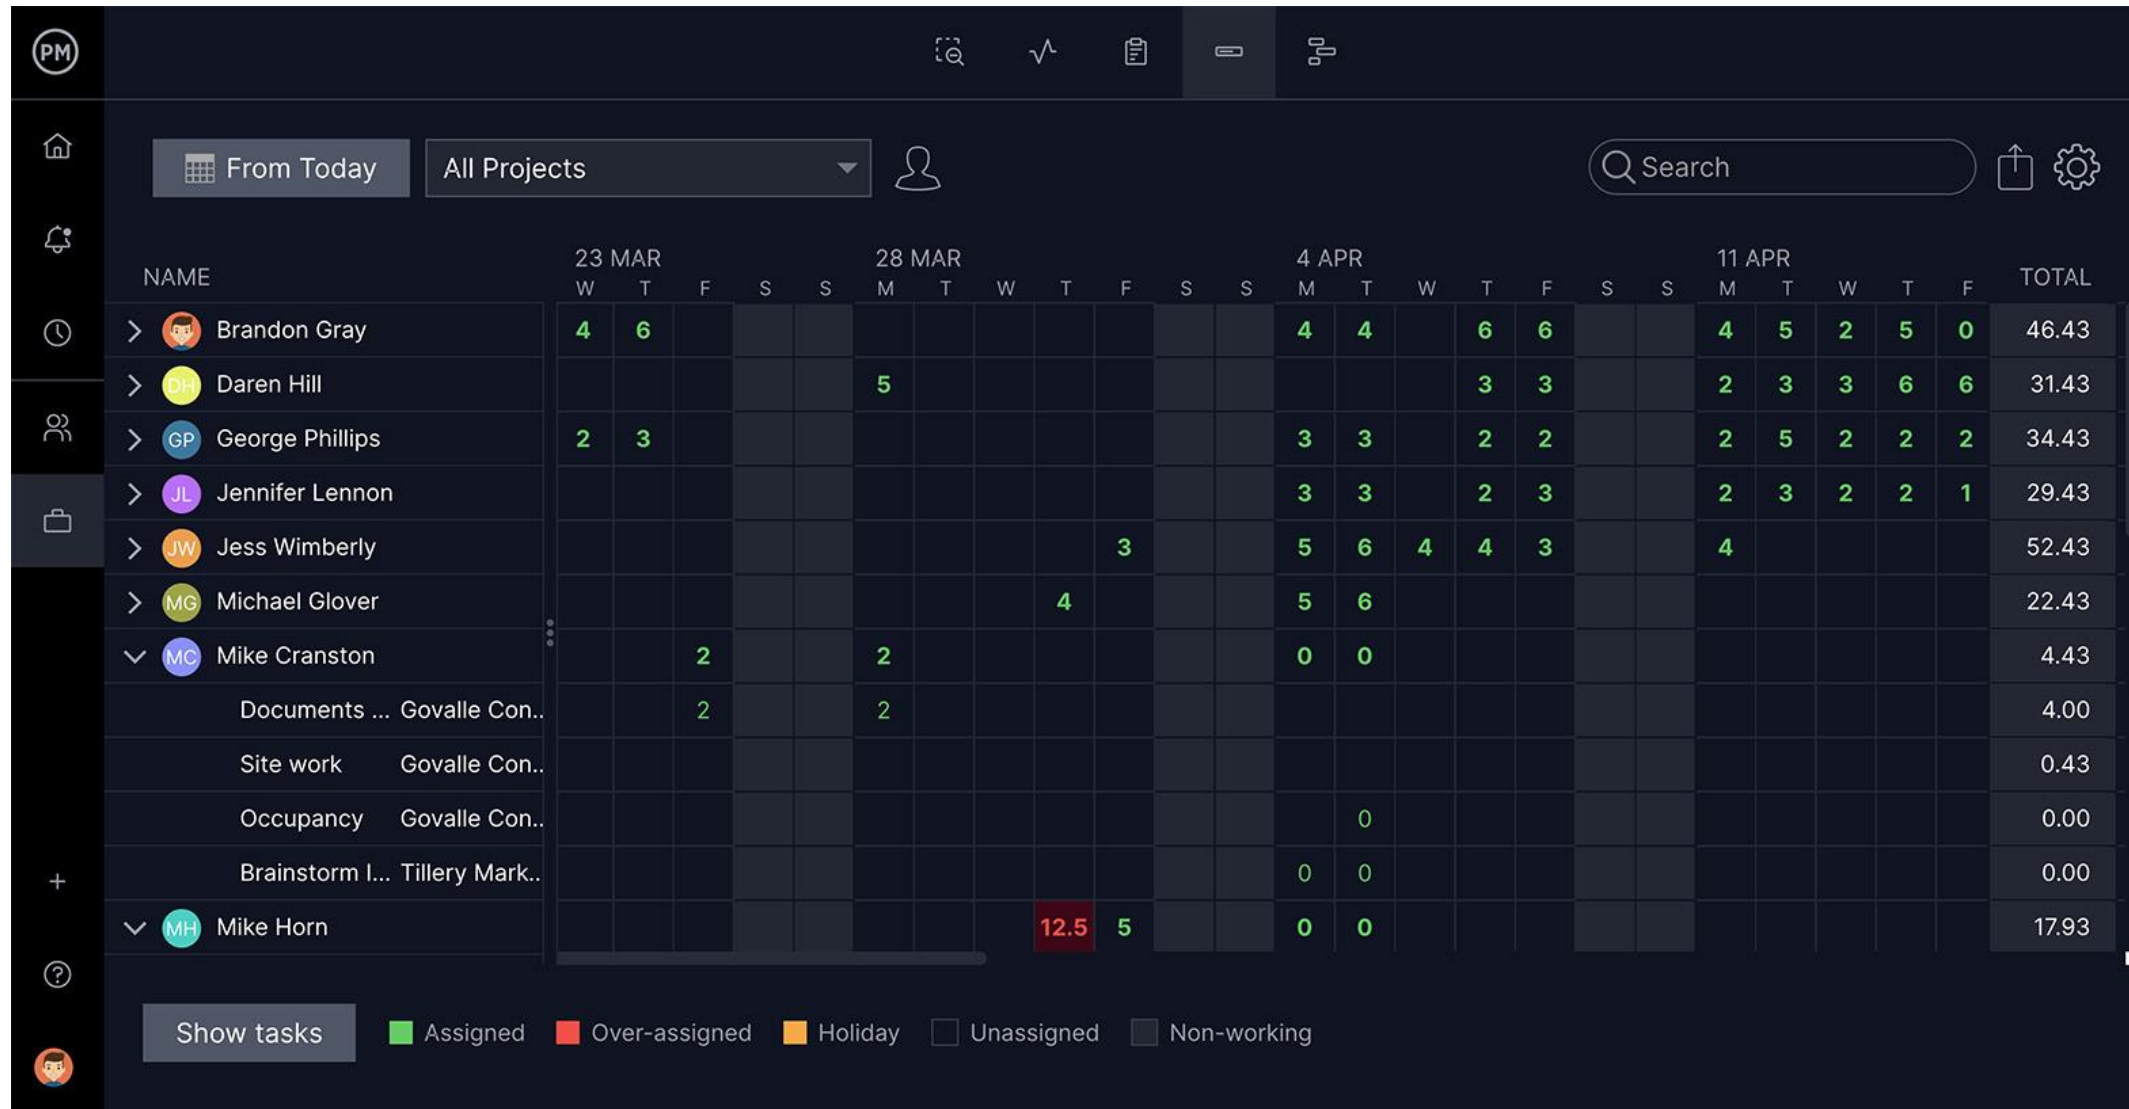 PM
From Today
All Projects
Search
23 MAR 28 MAR 4 APR 11 APR
NAME W T F S S M T W T F S S M T W T F S S M T W T F TOTAL
Brandon Gray 4 6 4 4 6 6 4 5 2 5 0 46.43
DH Daren Hill 5 3 3 2 3 3 6 6 31.43
GP George Phillips 2 3 3 3 2 2 2 5 2 2 2 34.43
JL Jennifer Lennon 3 3 2 3 2 3 2 2 1 29.43
JW Jess Wimberly 3 5 6 4 4 3 4 52.43
MG Michael Glover 4 5 6 22.43
MC Mike Cranston 2 2 0 0 4.43
Documents ... Govalle Con.. 2 2 4.00
Site work Govalle Con.. 0.43
Occupancy Govalle Con.. 0 0.00
Brainstorm I... Tillery Mark.. 0 0 0.00
MH Mike Horn 12.5 5 0 0 17.93
Show tasks Assigned Over-assigned Holiday Unassigned Non-working